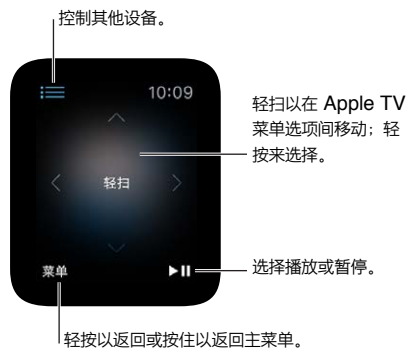 控制其他设备。
10:09
轻扫以在 Apple TV
菜单选项间移动；轻
按来选择。
轻扫
菜单
选择播放或暂停。
轻按以返回或按住以返回主菜单。